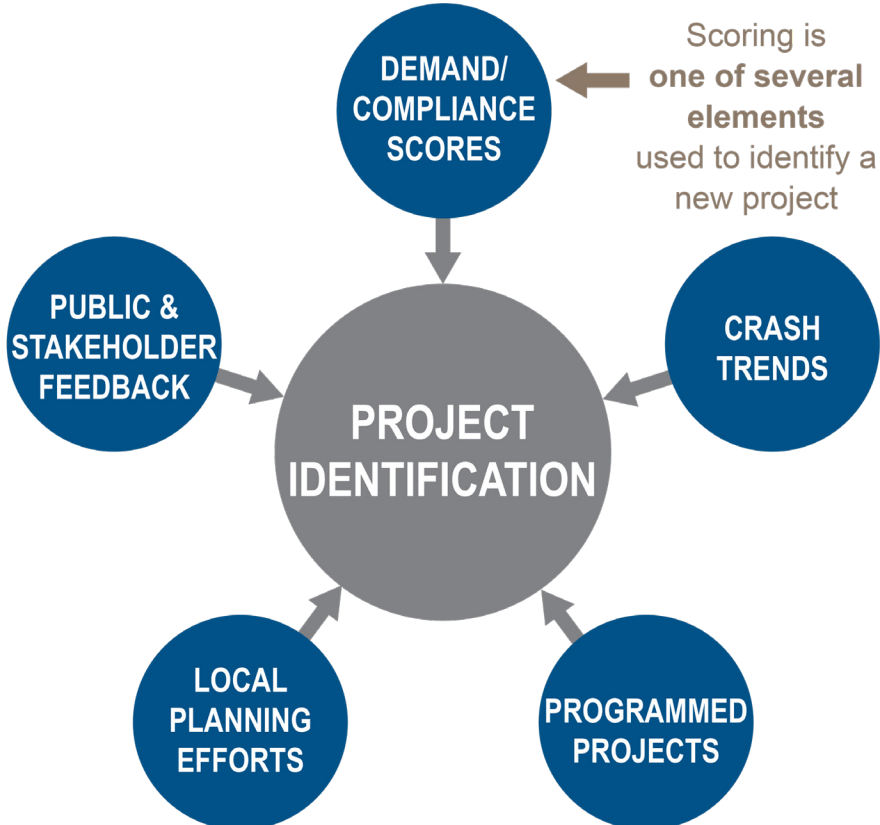 DEMAND/
COMPLIANCE
SCORES
Scoring is
one of several
elements
used to identify a
new project
PUBLIC &
STAKEHOLDER
FEEDBACK
CRASH
TRENDS
PROJECT
IDENTIFICATION
LOCAL
PLANNING
EFFORTS
PROGRAMMED
PROJECTS